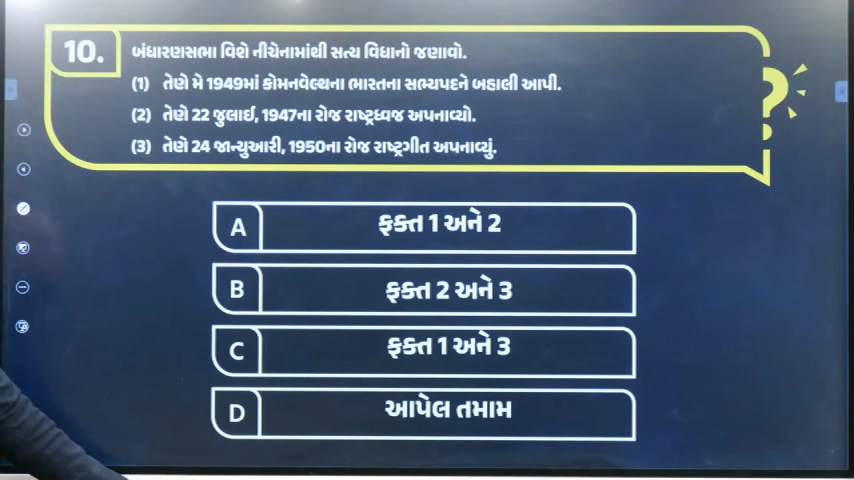 10. બંધારણસભા વિશે નીચેનામાંથી સત્ય વિધાનો જણાવો.
(1) તેણે મે 1949માં કોમનવેલ્થના ભારતના સભ્યપદને બહાલી આપી.
(2) તેણે 22 જુલાઈ, 1947ના રોજ રાષ્ટ્રધ્વજ અપનાવ્યો.
(3) તેણે 24 જાન્યુઆરી, 1950ના રોજ રાષ્ટ્રગીત અપનાવ્યું.
A ફક્ત 1 અને 2
B ફક્ત 2 અને 3
C ફક્ત 1 અને 3
D આપેલ તમામ